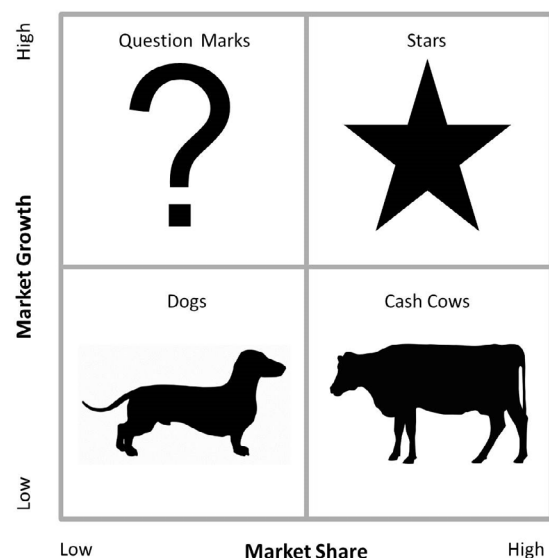 High
Question Marks
Stars
?
Market Growth
Dogs
Cash Cows
Low
Low
Market Share
High